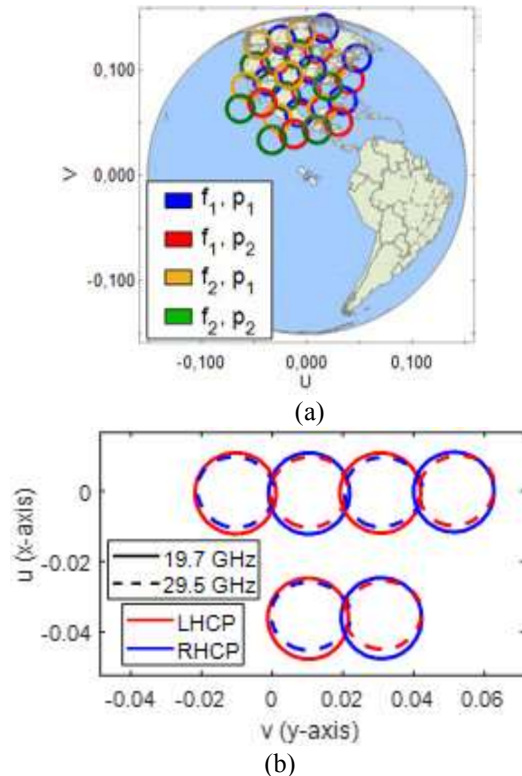 0,100
0,000
-0,100
V
f1, p1
f1, p2
f2, p1
f2, p2
-0,100 0,000 0,100
U
(a)
0
-0.02
-0.04
u (x-axis)
19.7 GHz
29.5 GHz
LHCP
RHCP
-0.04 -0.02 0 0.02 0.04 0.06
v (y-axis)
(b)